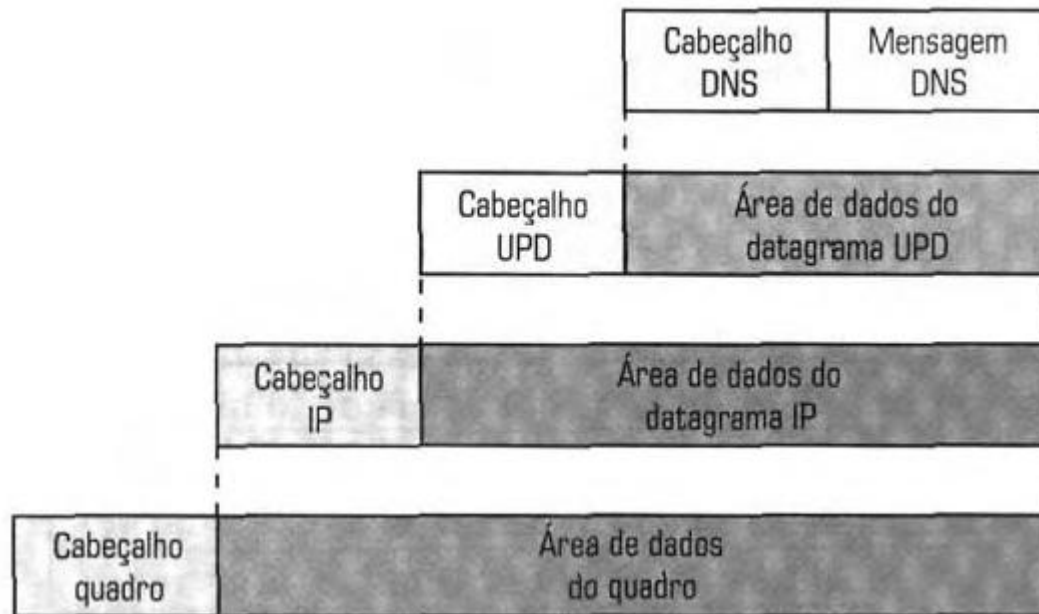 Cabeçalho
DNS
Mensagem
DNS
Cabeçalho
UPD
Área de dados do
datagrama UPD
Cabeçalho
IP
Área de dados do
datagrama IP
Cabeçalho
quadro
Área de dados
do quadro